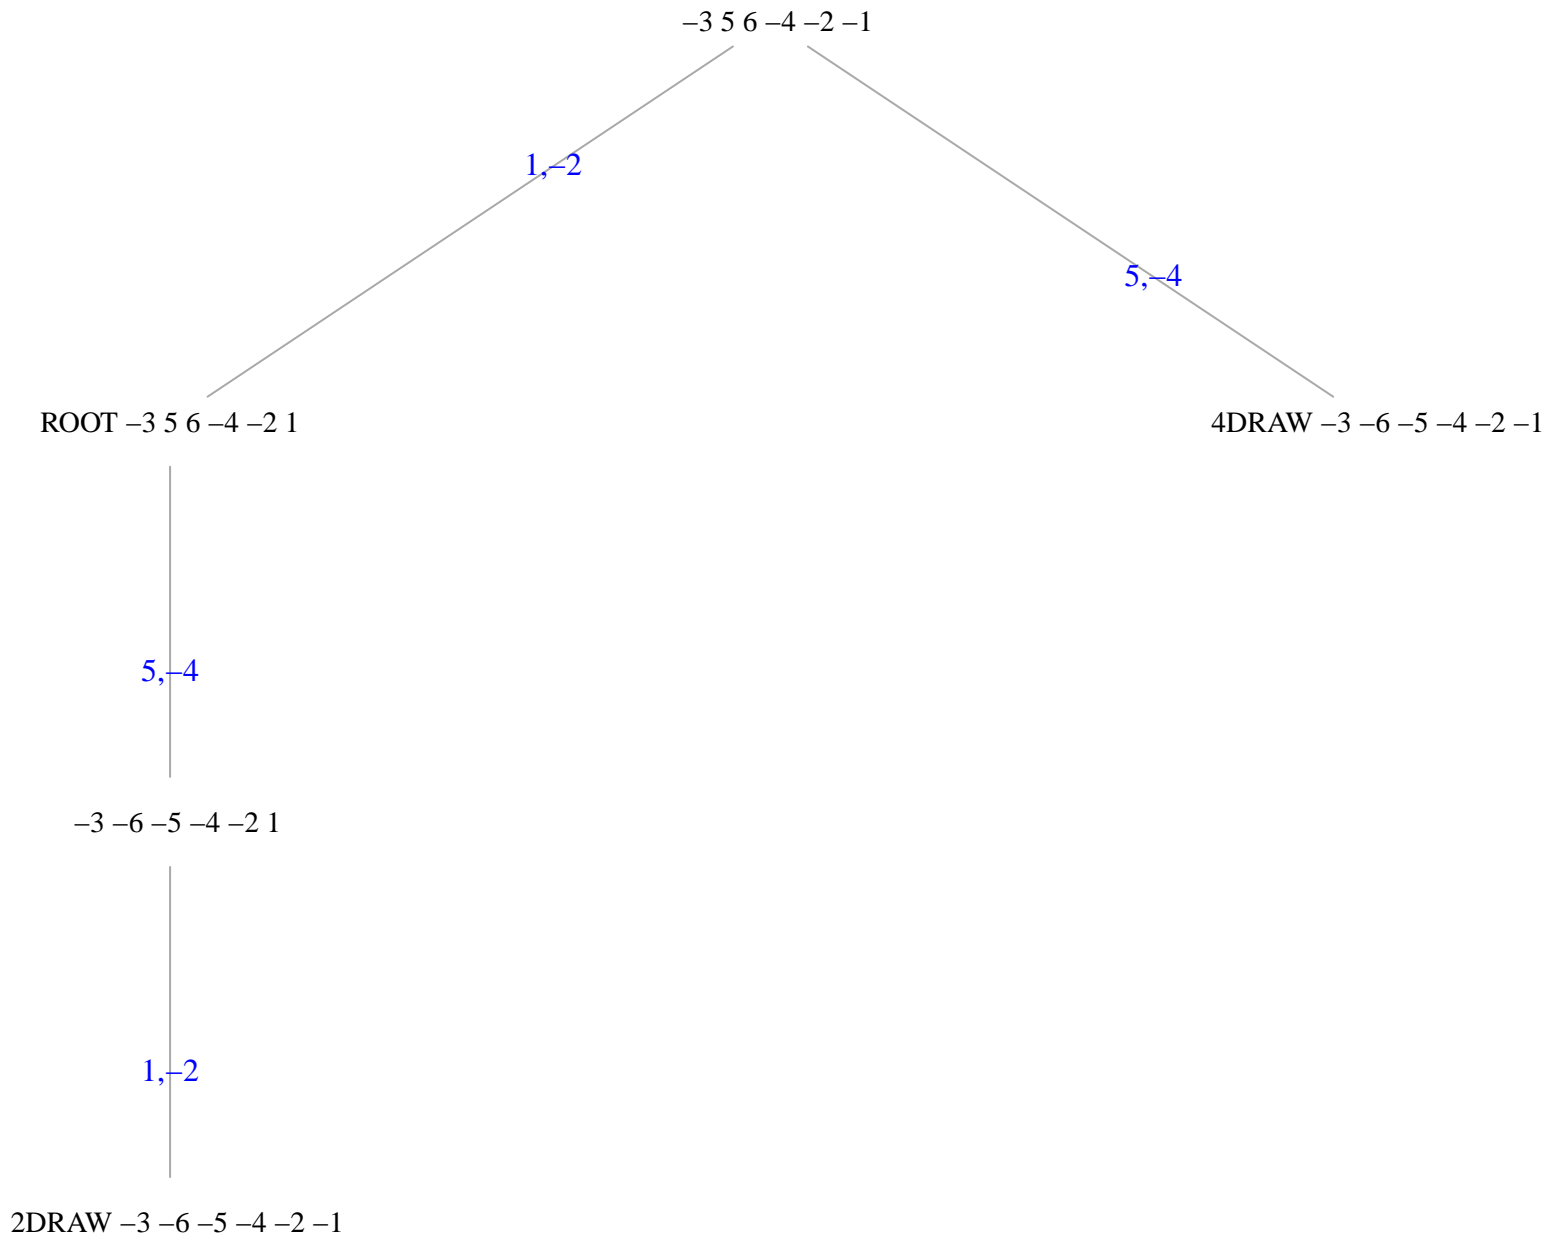 –3 5 6 –4 –2 –1
1,–2
5,–4
ROOT –3 5 6 –4 –2 1
4DRAW –3 –6 –5 –4 –2 –1
5,–4
–3 –6 –5 –4 –2 1
1,–2
2DRAW –3 –6 –5 –4 –2 –1